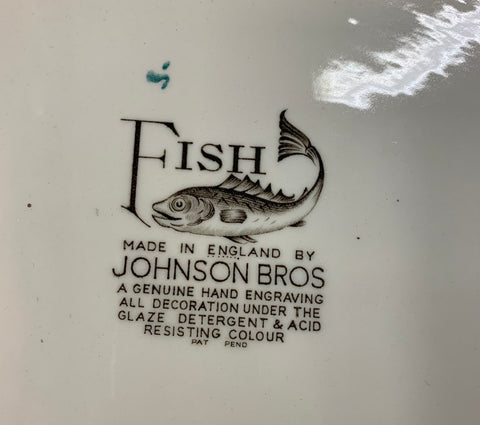 FISH
MADE IN ENGLAND BY
JOHNSON BROS
A GENUINE HAND ENGRAVING
ALL DECORATION UNDER THE
GLAZE DETERGENT & ACID
RESISTING COLOUR
PAT PEND